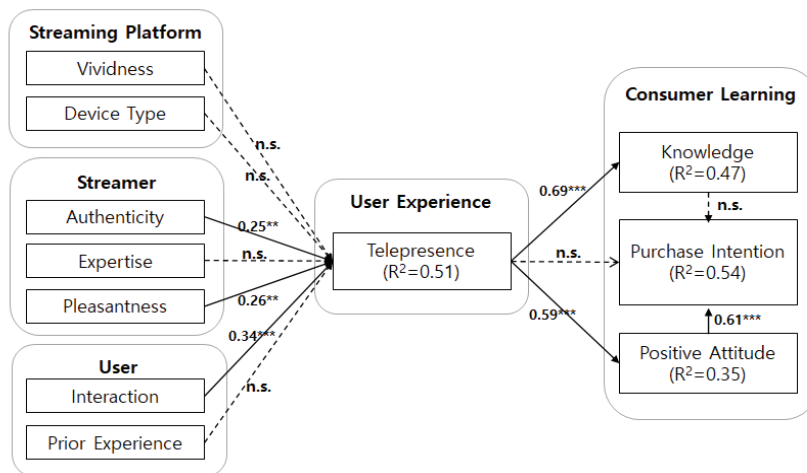 Streaming Platform
Vividness
Device Type
n.s.
n.s.
Streamer
Authenticity
Expertise
Pleasantness
0.25**
n.s.
0.26**
0.34***
n.s.
User
Interaction
Prior Experience
User Experience
Telepresence
(R²=0.51)
0.69***
n.s.
0.59***
Consumer Learning
Knowledge
(R²=0.47)
n.s.
Purchase Intention
(R²=0.54)
0.61***
Positive Attitude
(R²=0.35)